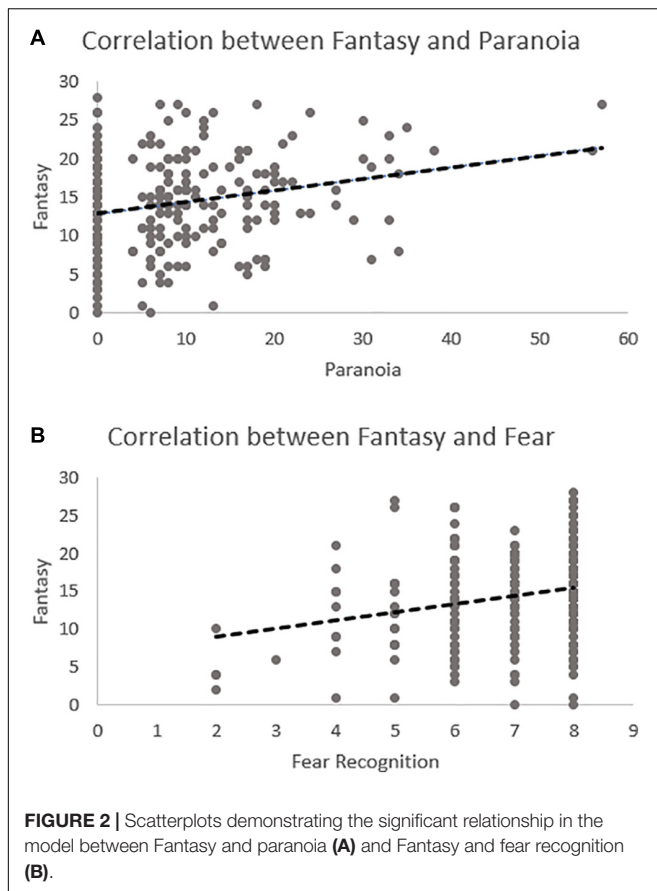 A
Correlation between Fantasy and Paranoia
30
25
20
15
10
5
0
Fantasy
0 10 20 30 40 50 60
Paranoia
B
Correlation between Fantasy and Fear
30
25
20
15
10
5
0
Fantasy
0 1 2 3 4 5 6 7 8 9
Fear Recognition
FIGURE 2 | Scatterplots demonstrating the significant relationship in the
model between Fantasy and paranoia (A) and Fantasy and fear recognition
(B).